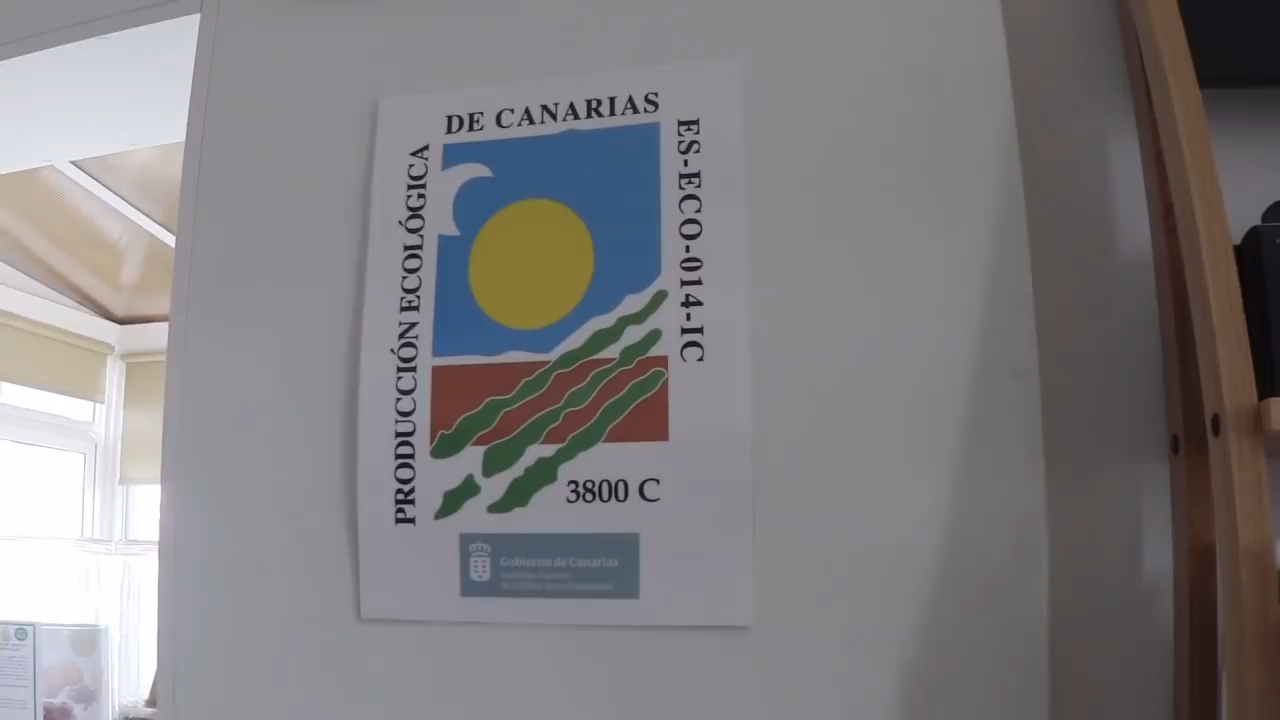 PRODUCCIÓN ECOLÓGICA
DE CANARIAS
ES-ECO-014-IC
3800 C
Gobierno de Canarias